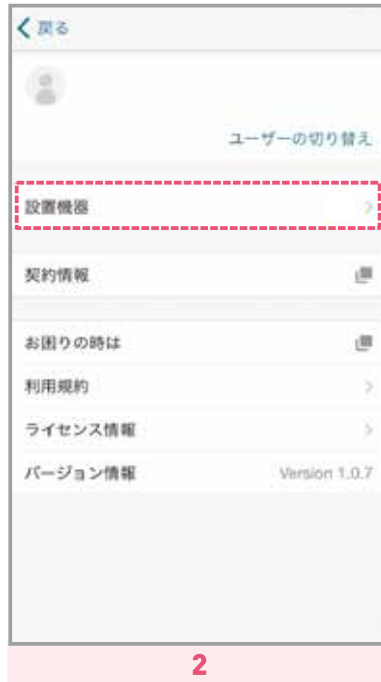 戻る
ユーザーの切り替え
設置機器
契約情報
お困りの時は
利用規約
ライセンス情報
バージョン情報 Version 1.0.7
2